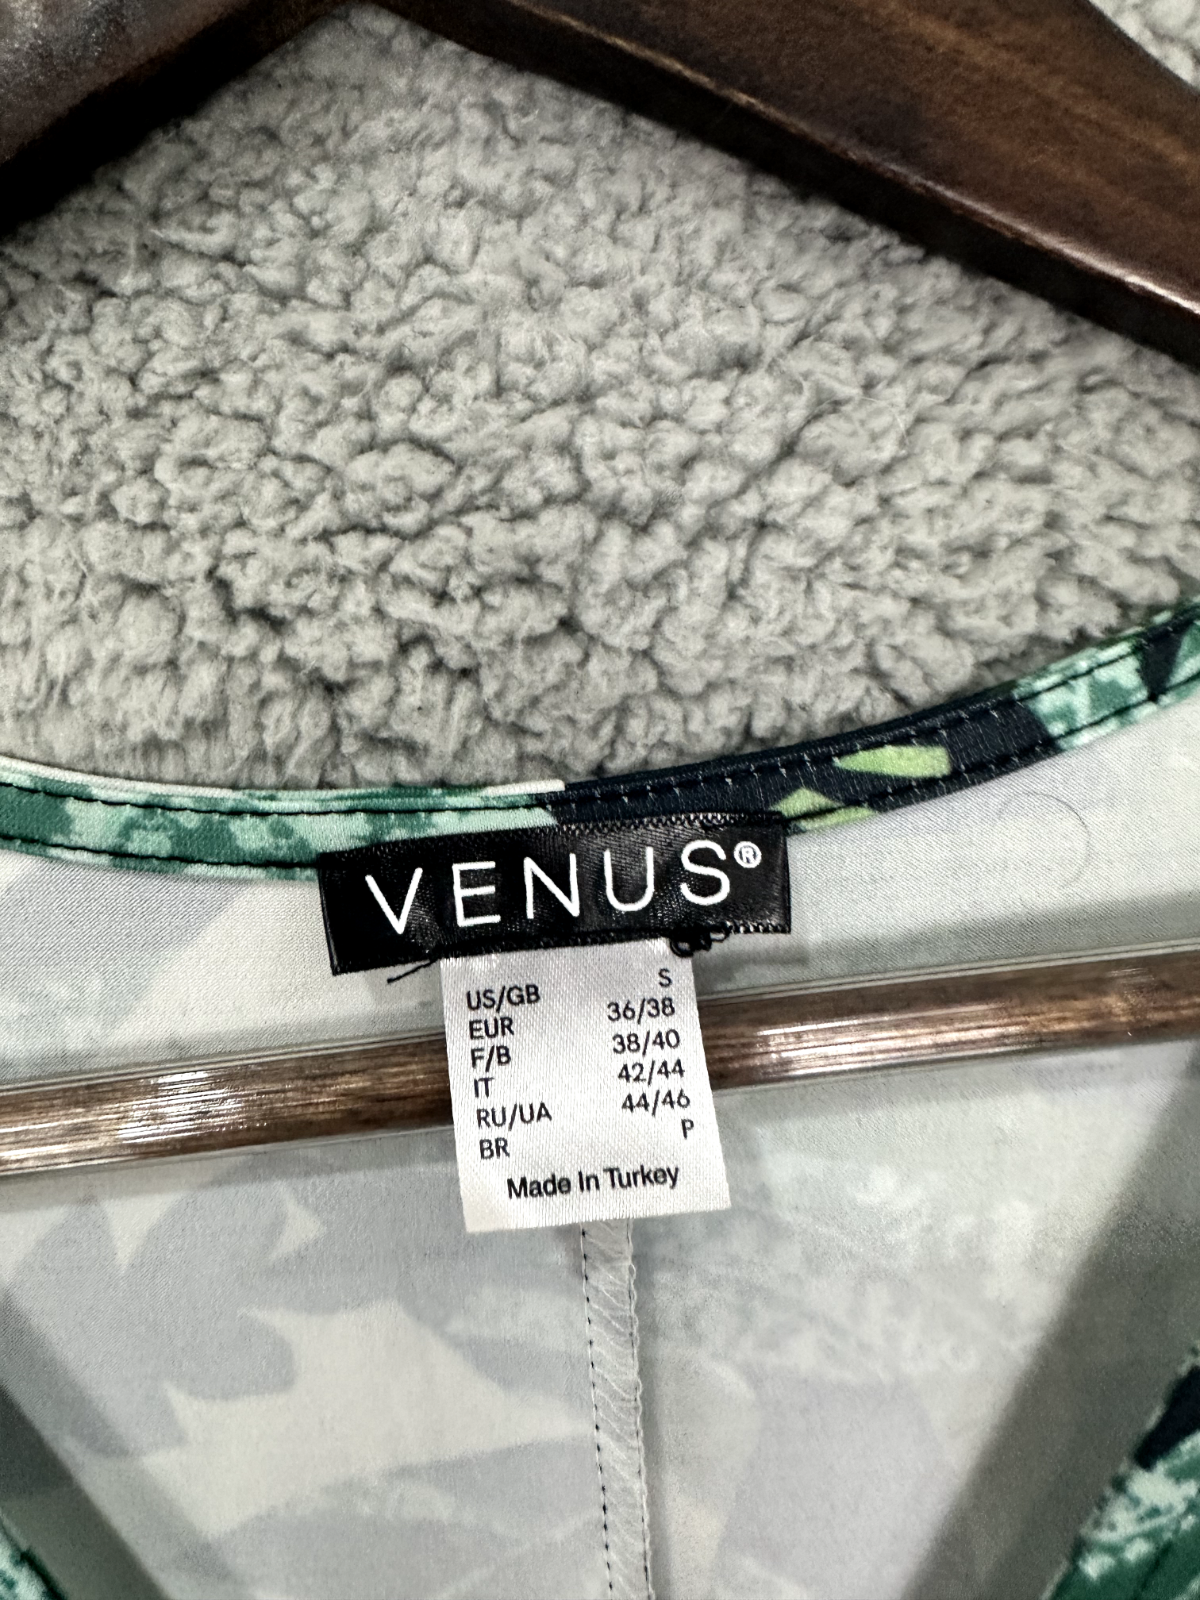 VENUS®
US/GB S
EUR 36/38
F/B 38/40
IT 42/44
RU/UA 44/46
BR P
Made In Turkey